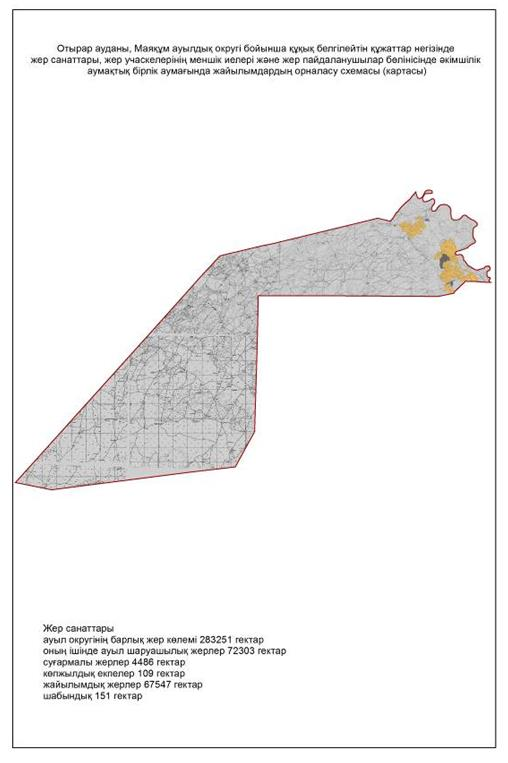 Отырар ауданы, Маяқұм ауылдық округі бойынша құқық белгілейтін құжаттар негізінде
жер санаттары, жер учаскелерінің меншік иелері және жер пайдаланушылар бөлінісінде әкімшілік
аумақтық бірлік аумағында жайылымдардың орналасу схемасы (картасы)
Жер санаттары
ауыл округінің барлық жер көлемі 283251 гектар
оның ішінде ауыл шаруашылық жерлер 72303 гектар
суғармалы жерлер 4486 гектар
көпжылдық екпелер 109 гектар
жайылымдық жерлер 67547 гектар
шабындық 151 гектар